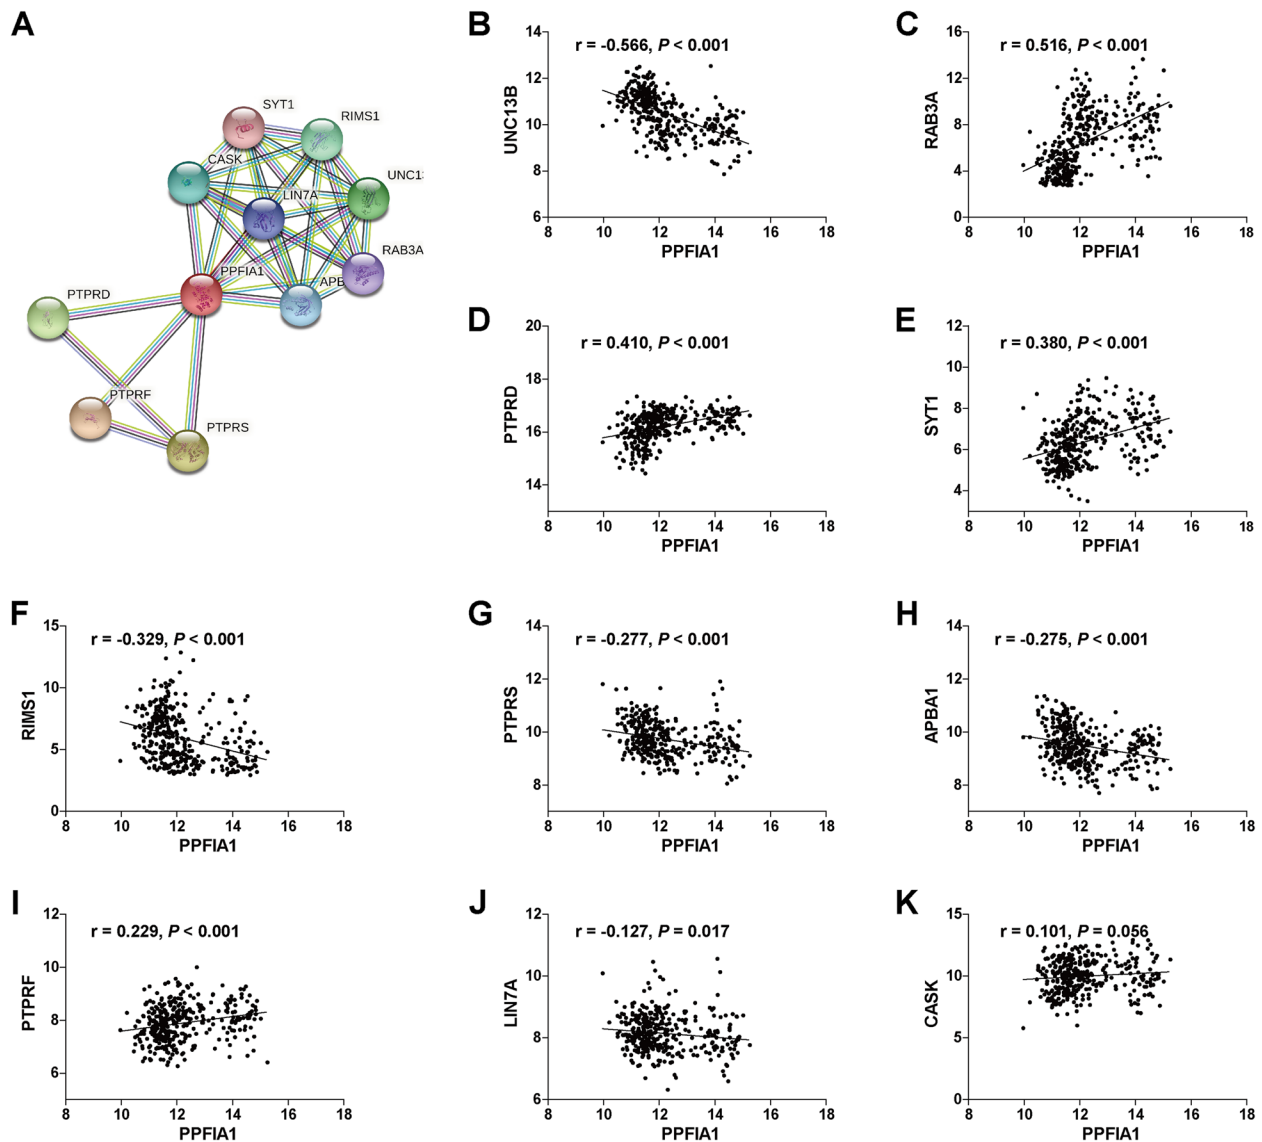 A
SYT1
RIMS1
CASK
UNC1
LIN7A
RAB3A
PPFIA1
APB
PTPRD
PTPRF
PTPRS
B
r = -0.566, P < 0.001
UNC13B
14
12
10
8
6
8 10 12 14 16 18
PPFIA1
C
r = 0.516, P < 0.001
RAB3A
16
12
8
4
0
8 10 12 14 16 18
PPFIA1
D
r = 0.410, P < 0.001
PTPRD
20
18
16
14
8 10 12 14 16 18
PPFIA1
E
r = 0.380, P < 0.001
SYT1
12
10
8
6
4
8 10 12 14 16 18
PPFIA1
F
r = -0.329, P < 0.001
RIMS1
15
10
5
0
8 10 12 14 16 18
PPFIA1
G
r = -0.277, P < 0.001
PTPRS
14
12
10
8
8 10 12 14 16 18
PPFIA1
H
r = -0.275, P < 0.001
APBA1
14
12
10
8
8 10 12 14 16 18
PPFIA1
I
r = 0.229, P < 0.001
PTPRF
12
10
8
6
8 10 12 14 16 18
PPFIA1
J
r = -0.127, P = 0.017
LIN7A
12
10
8
6
8 10 12 14 16 18
PPFIA1
K
r = 0.101, P = 0.056
CASK
15
10
5
0
8 10 12 14 16 18
PPFIA1